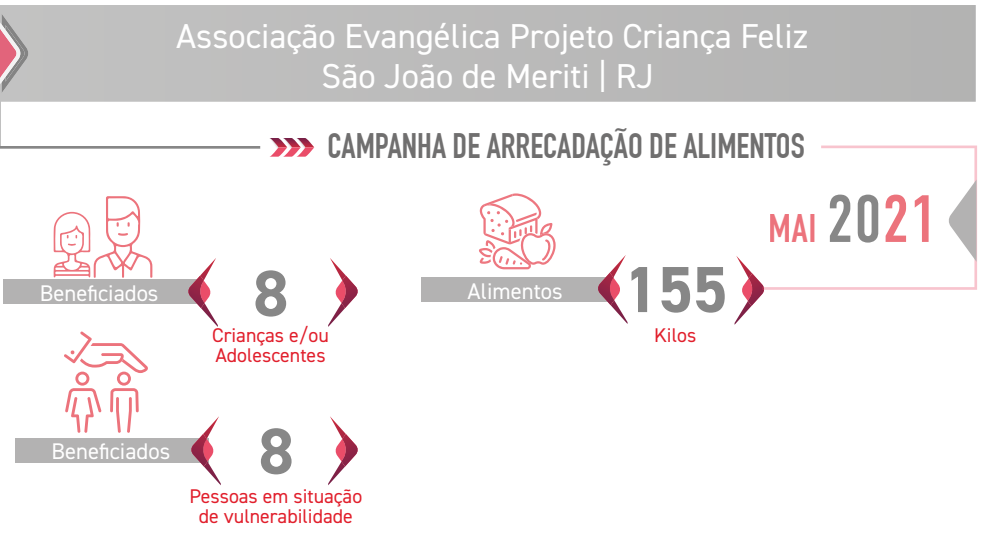 Associação Evangélica Projeto Criança Feliz
São João de Meriti | RJ
CAMPANHA DE ARRECADAÇÃO DE ALIMENTOS
MAI 2021
Beneficiados
8
Crianças e/ou
Adolescentes
Alimentos
155
Kilos
Beneficiados
8
Pessoas em situação
de vulnerabilidade